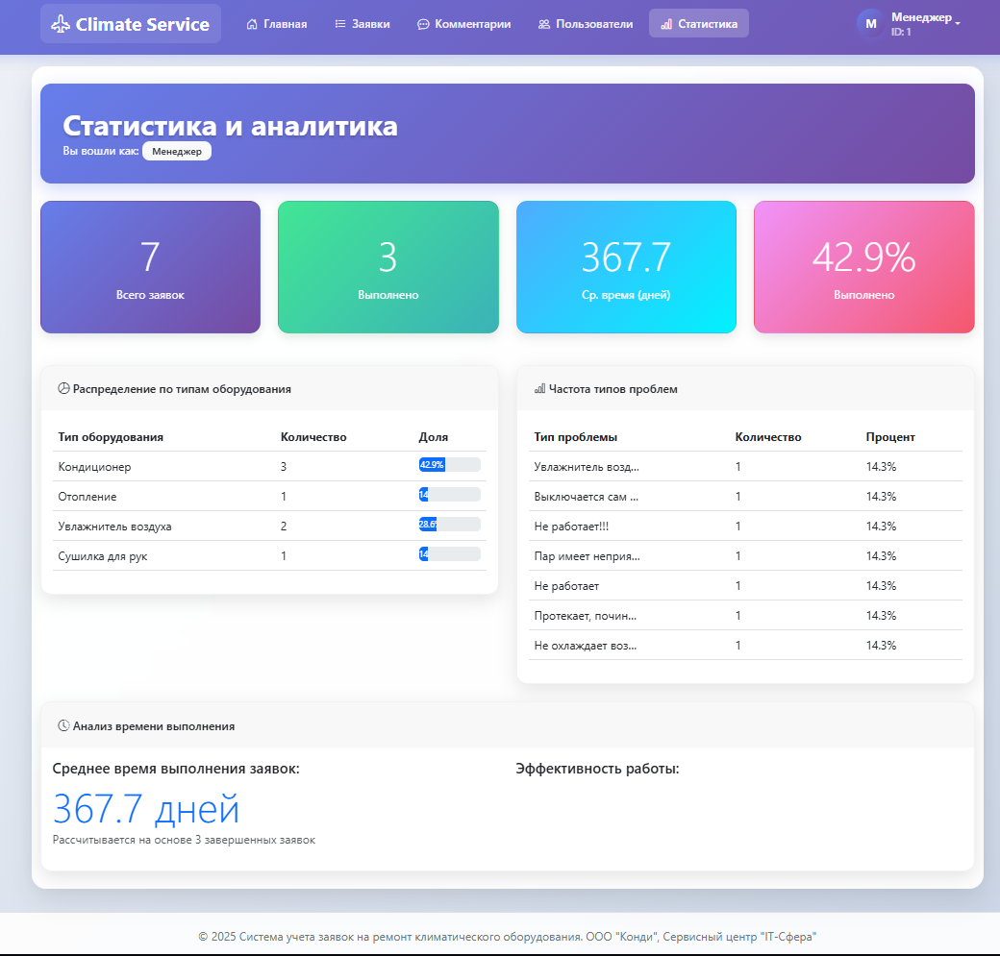 Climate Service Главная Заявки Комментарии Пользователи Статистика М Менеджер
ID: 1
Статистика и аналитика
Вы вошли как: Менеджер
7
Всего заявок
3
Выполнено
367.7
Ср. время (дней)
42.9%
Выполнено
Распределение по типам оборудования
Тип оборудования Количество Доля
Кондиционер 3 42.9%
Отопление 1 14
Увлажнитель воздуха 2 28.6
Сушилка для рук 1 14
Частота типов проблем
Тип проблемы Количество Процент
Увлажнитель возд... 1 14.3%
Выключается сам ... 1 14.3%
Не работает!!! 1 14.3%
Пар имеет неприя... 1 14.3%
Не работает 1 14.3%
Протекает, почин... 1 14.3%
Не охлаждает воз... 1 14.3%
Анализ времени выполнения
Среднее время выполнения заявок:
367.7 дней
Рассчитывается на основе 3 завершенных заявок
Эффективность работы:
© 2025 Система учета заявок на ремонт климатического оборудования. ООО "Конди", Сервисный центр "IT-Сфера"